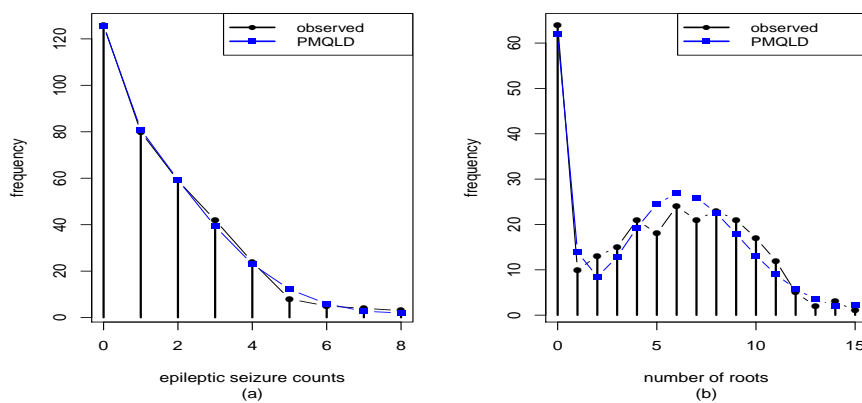 observed
PMQLD
frequency
0 20 40 60 80 100 120
0 2 4 6 8
epileptic seizure counts
(a)
observed
PMQLD
frequency
0 10 20 30 40 50 60
0 5 10 15
number of roots
(b)